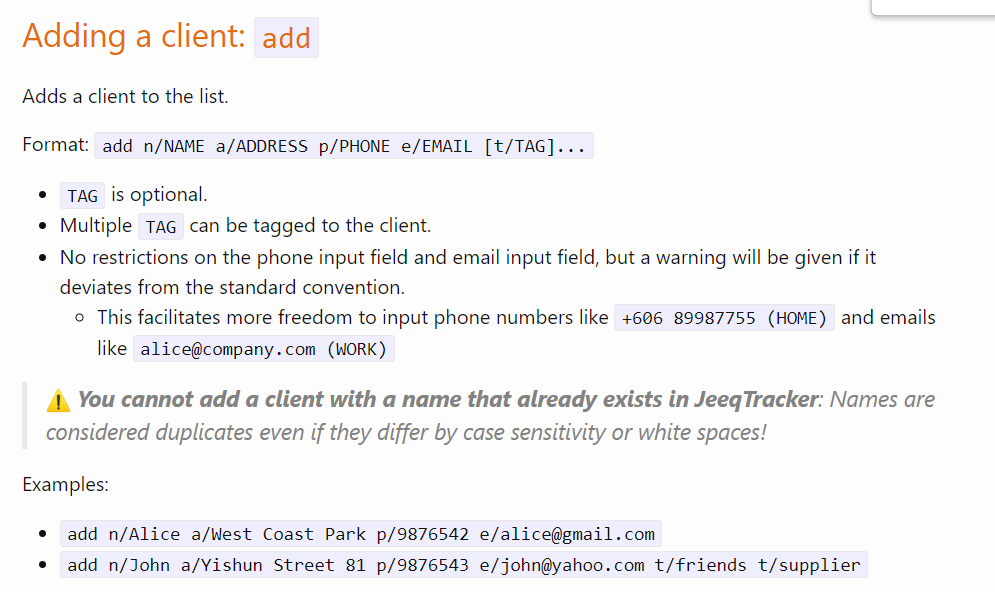 Adding a client: add
Adds a client to the list.
Format: add n/NAME a/ADDRESS p/PHONE e/EMAIL [t/TAG]...
TAG is optional.
Multiple TAG can be tagged to the client.
No restrictions on the phone input field and email input field, but a warning will be given if it
deviates from the standard convention.
This facilitates more freedom to input phone numbers like +606 89987755 (HOME) and emails
like alice@company.com (WORK)
⚠️ You cannot add a client with a name that already exists in JeeqTracker: Names are
considered duplicates even if they differ by case sensitivity or white spaces!
Examples:
add n/Alice a/West Coast Park p/9876542 e/alice@gmail.com
add n/John a/Yishun Street 81 p/9876543 e/john@yahoo.com t/friends t/supplier